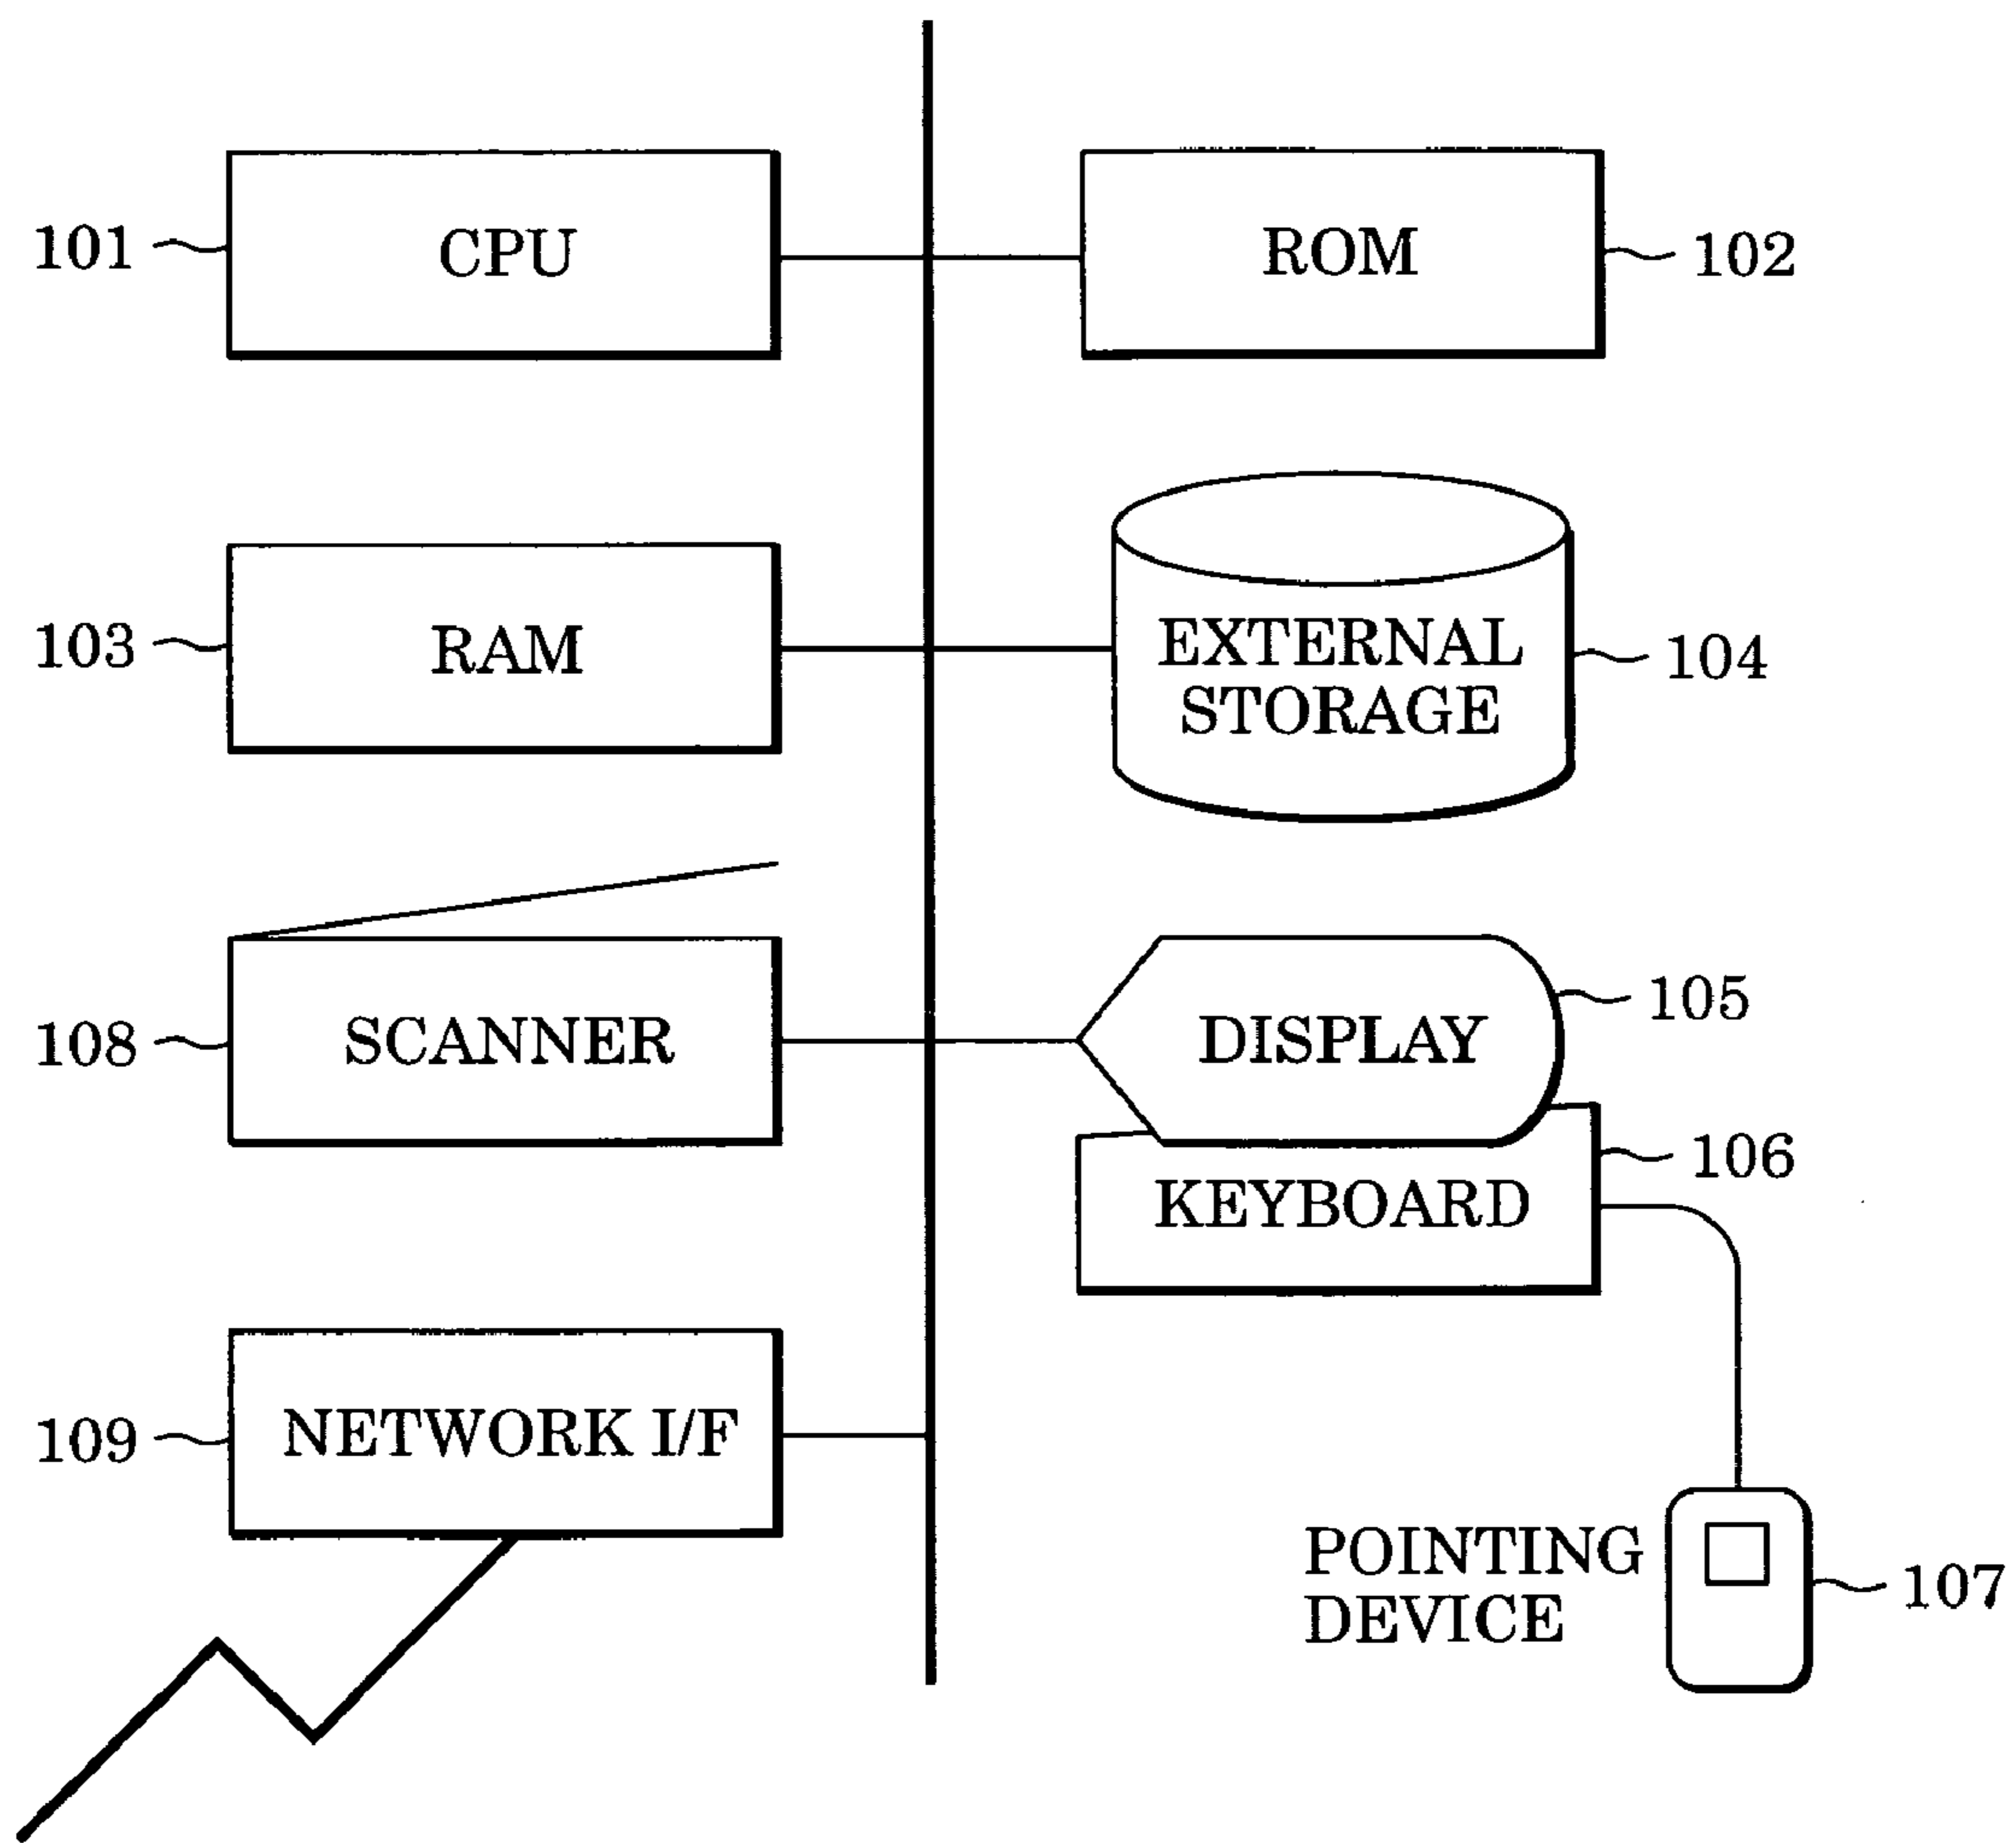 101
CPU
ROM
102
103
RAM
EXTERNAL
STORAGE
104
108
SCANNER
DISPLAY
105
KEYBOARD
106
109
NETWORK I/F
POINTING
DEVICE
107